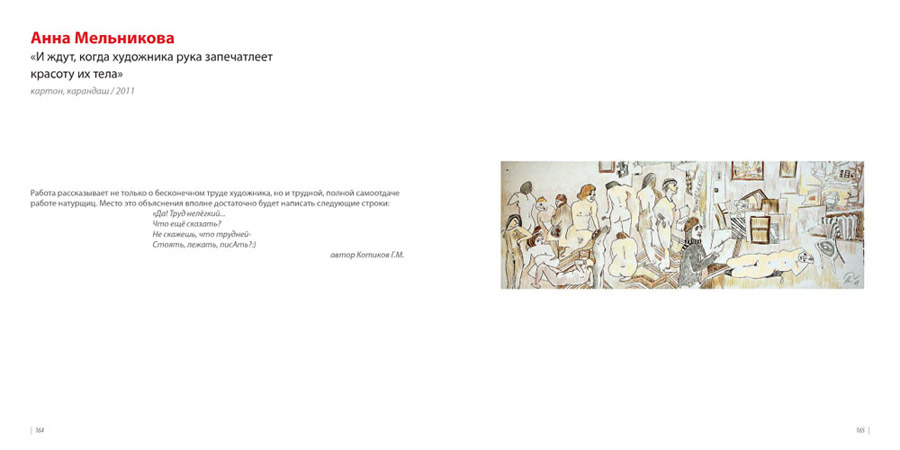 Анна Мельникова
«И ждут, когда художника рука запечатлеет
красоту их тела»
картон, карандаш / 2011
Работа рассказывает не только о бесконечном труде художника, но и трудной, полной самоотдаче
работе натурщиц. Место это объяснения вполне достаточно будет написать следующие строки:
«Да! Труд нелёгкий...
Что ещё сказать?
Не скажешь, что трудней-
Стоять, лежать, писАть?:)
автор Котиков Г.М.
| 164
165 |